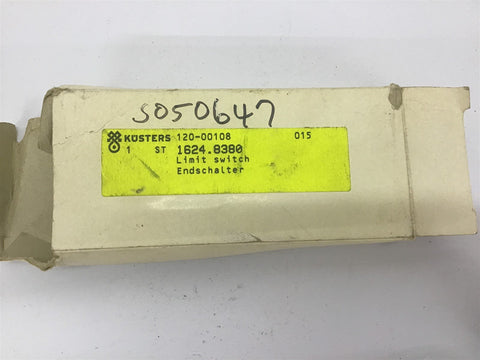 S050647
KÜSTERS 120-00108 015
1 ST 1624.8380
Limit switch
Endschalter